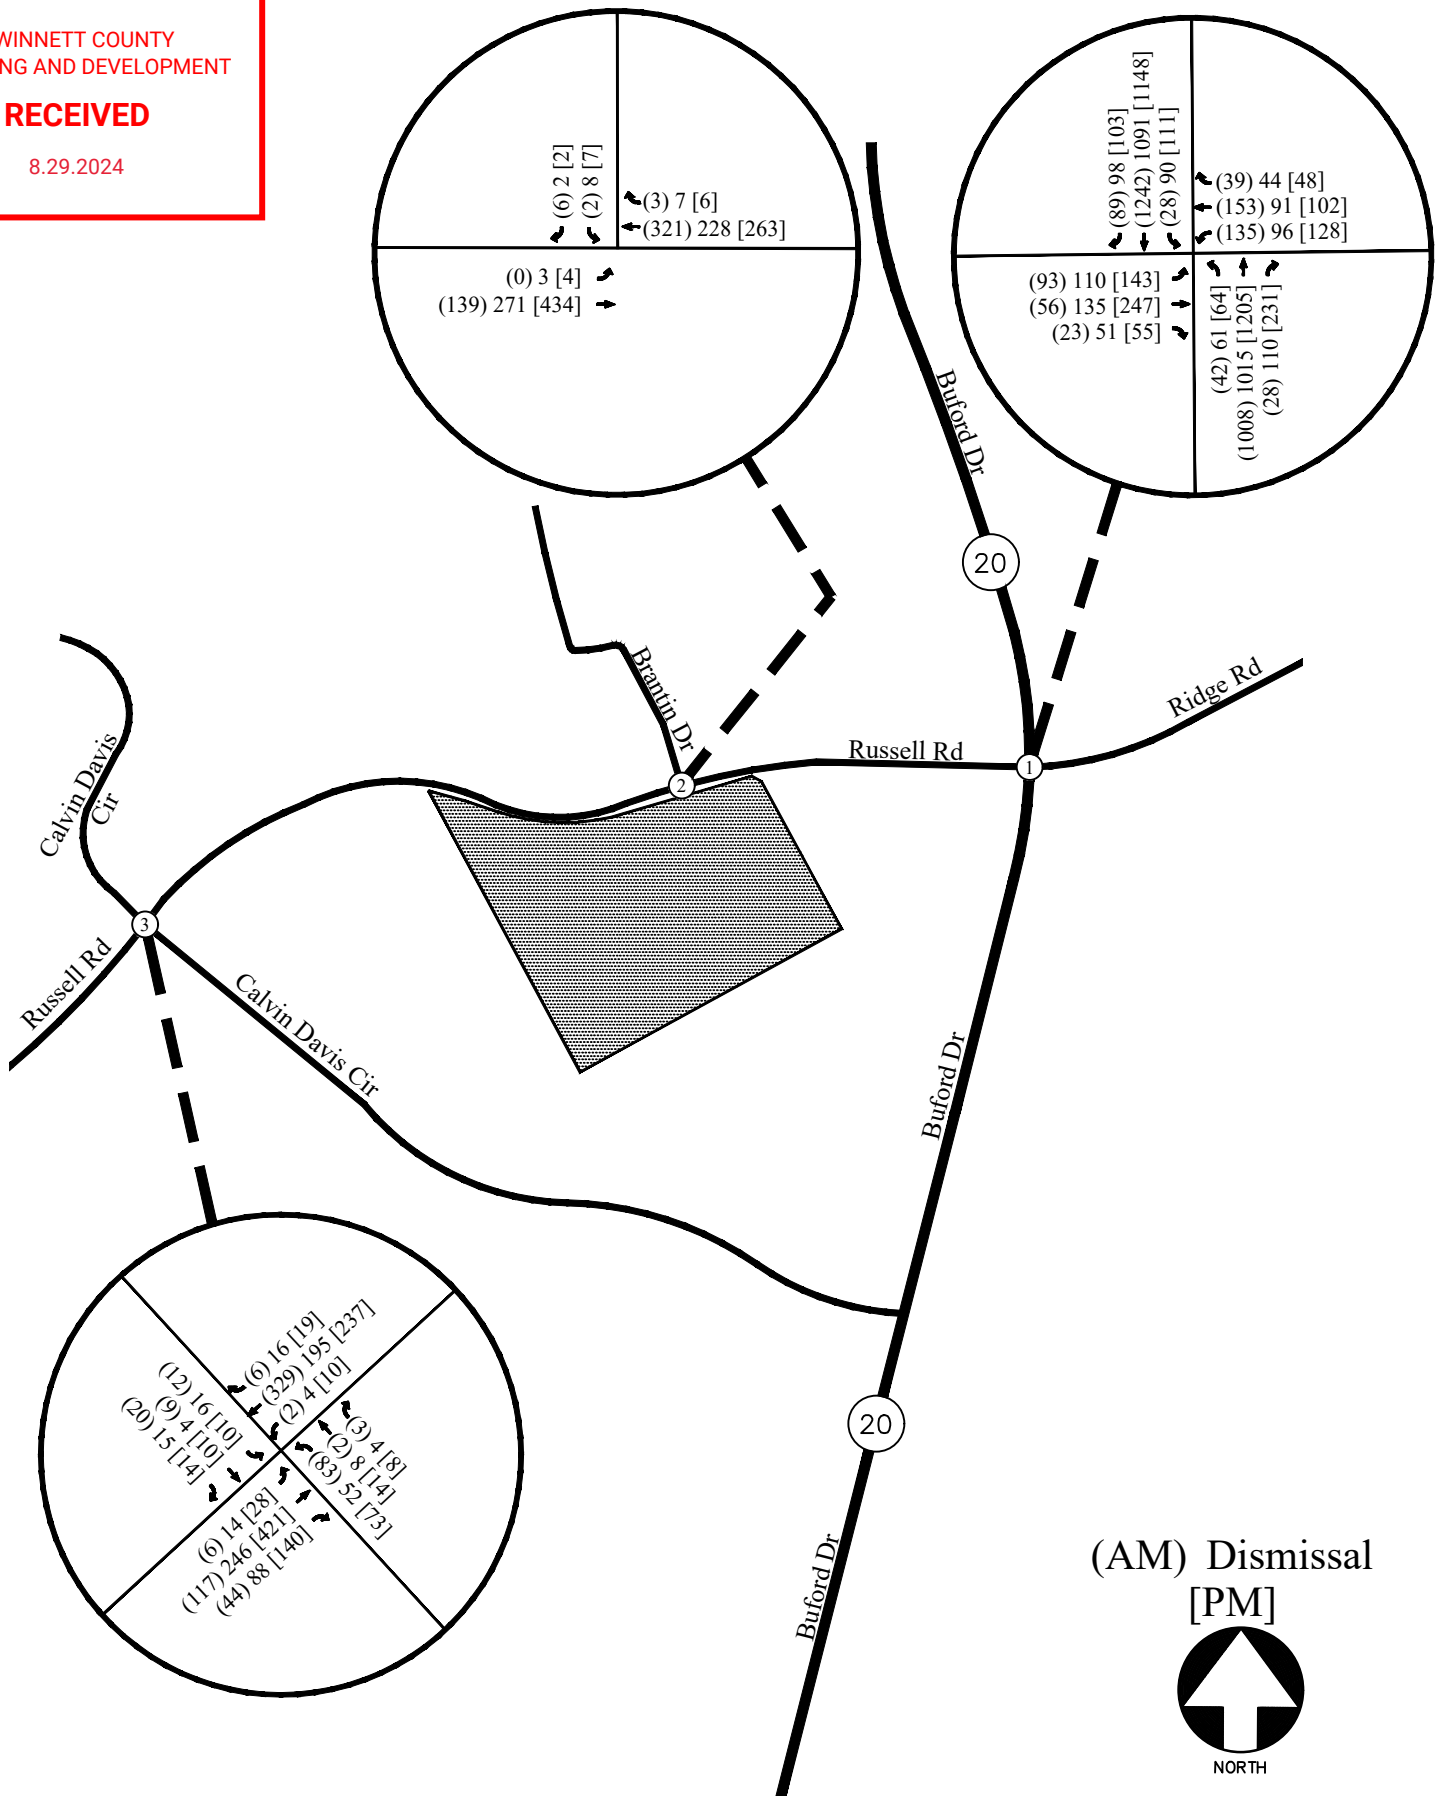 WINNETT COUNTY
NG AND DEVELOPMENT
RECEIVED
8.29.2024
(6) 2 [2]
(2) 8 [7]
(3) 7 [6]
(321) 228 [263]
(0) 3 [4]
(139) 271 [434]
(89) 98 [103]
(1242) 1091 [1148]
(28) 90 [111]
(39) 44 [48]
(153) 91 [102]
(135) 96 [128]
(93) 110 [143]
(56) 135 [247]
(23) 51 [55]
(42) 61 [64]
(1008) 1015 [1205]
(28) 110 [231]
Buford Dr
20
Brantin Dr
Ridge Rd
Russell Rd
1
2
Calvin Davis
Cir
3
Russell Rd
Calvin Davis Cir
Buford Dr
20
Buford Dr
(6) 16 [19]
(329) 195 [237]
(2) 4 [10]
(12) 16 [10]
(9) 4 [10]
(20) 15 [14]
(3) 4 [8]
(2) 8 [14]
(83) 52 [73]
(6) 14 [28]
(117) 246 [421]
(44) 88 [140]
(AM) Dismissal
[PM]
NORTH